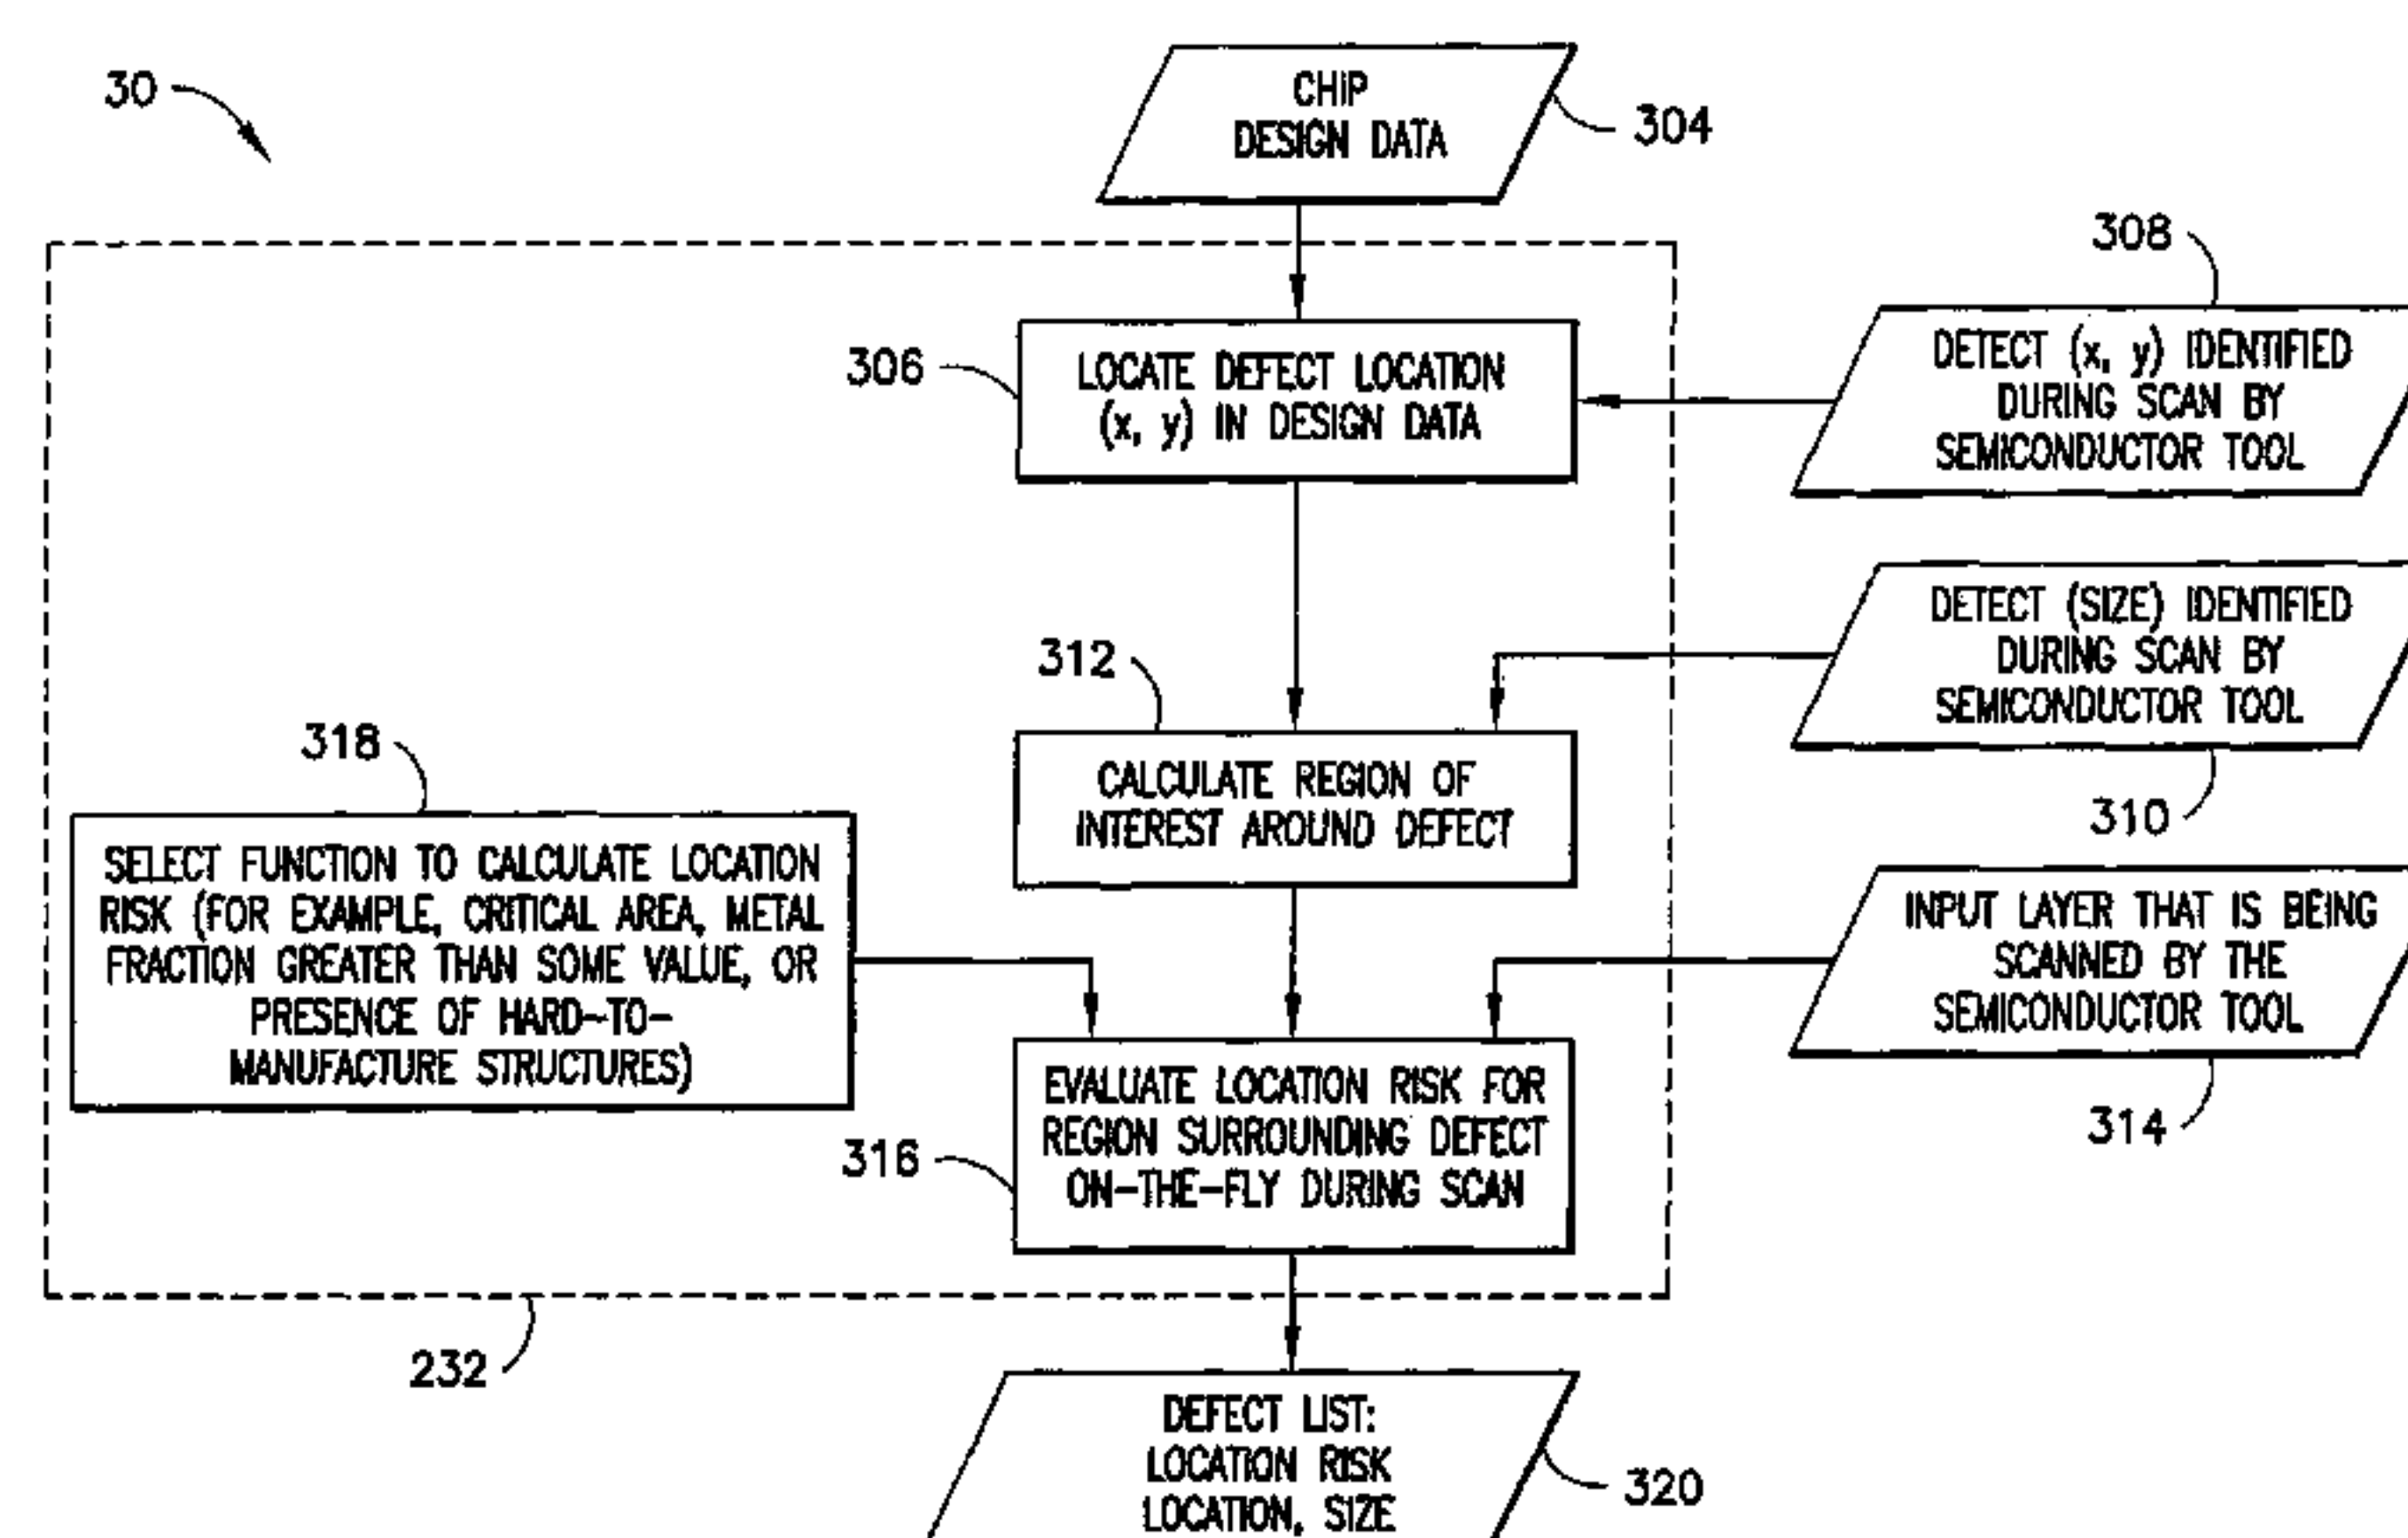 30
CHIP
DESIGN DATA
304
308
306
LOCATE DEFECT LOCATION
(x, y) IN DESIGN DATA
DETECT (x, y) IDENTIFIED
DURING SCAN BY
SEMICONDUCTOR TOOL
DETECT (SIZE) IDENTIFIED
DURING SCAN BY
SEMICONDUCTOR TOOL
310
312
CALCULATE REGION OF
INTEREST AROUND DEFECT
318
SELECT FUNCTION TO CALCULATE LOCATION
RISK (FOR EXAMPLE, CRITICAL AREA, METAL
FRACTION GREATER THAN SOME VALUE, OR
PRESENCE OF HARD-TO-
MANUFACTURE STRUCTURES)
INPUT LAYER THAT IS BEING
SCANNED BY THE
SEMICONDUCTOR TOOL
314
316
EVALUATE LOCATION RISK FOR
REGION SURROUNDING DEFECT
ON-THE-FLY DURING SCAN
232
DEFECT LIST:
LOCATION RISK
LOCATION, SIZE
320